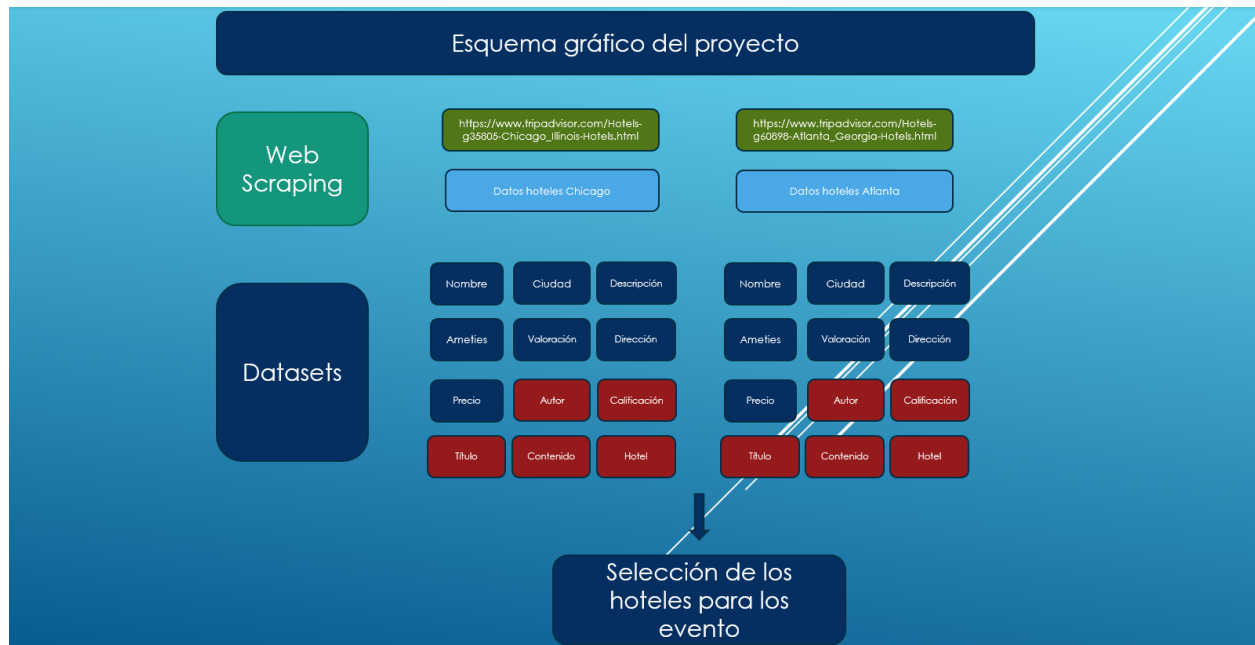 Esquema gráfico del proyecto
Web
Scraping
https://www.tripadvisor.com/Hotels-
g35805-Chicago_Illinois-Hotels.html
https://www.tripadvisor.com/Hotels-
g60898-Atlanta_Georgia-Hotels.html
Datos hoteles Chicago
Datos hoteles Atlanta
Datasets
Nombre
Ciudad
Descripción
Nombre
Ciudad
Descripción
Ameties
Valoración
Dirección
Ameties
Valoración
Dirección
Precio
Autor
Calificación
Precio
Autor
Calificación
Título
Contenido
Hotel
Título
Contenido
Hotel
Selección de los
hoteles para los
evento